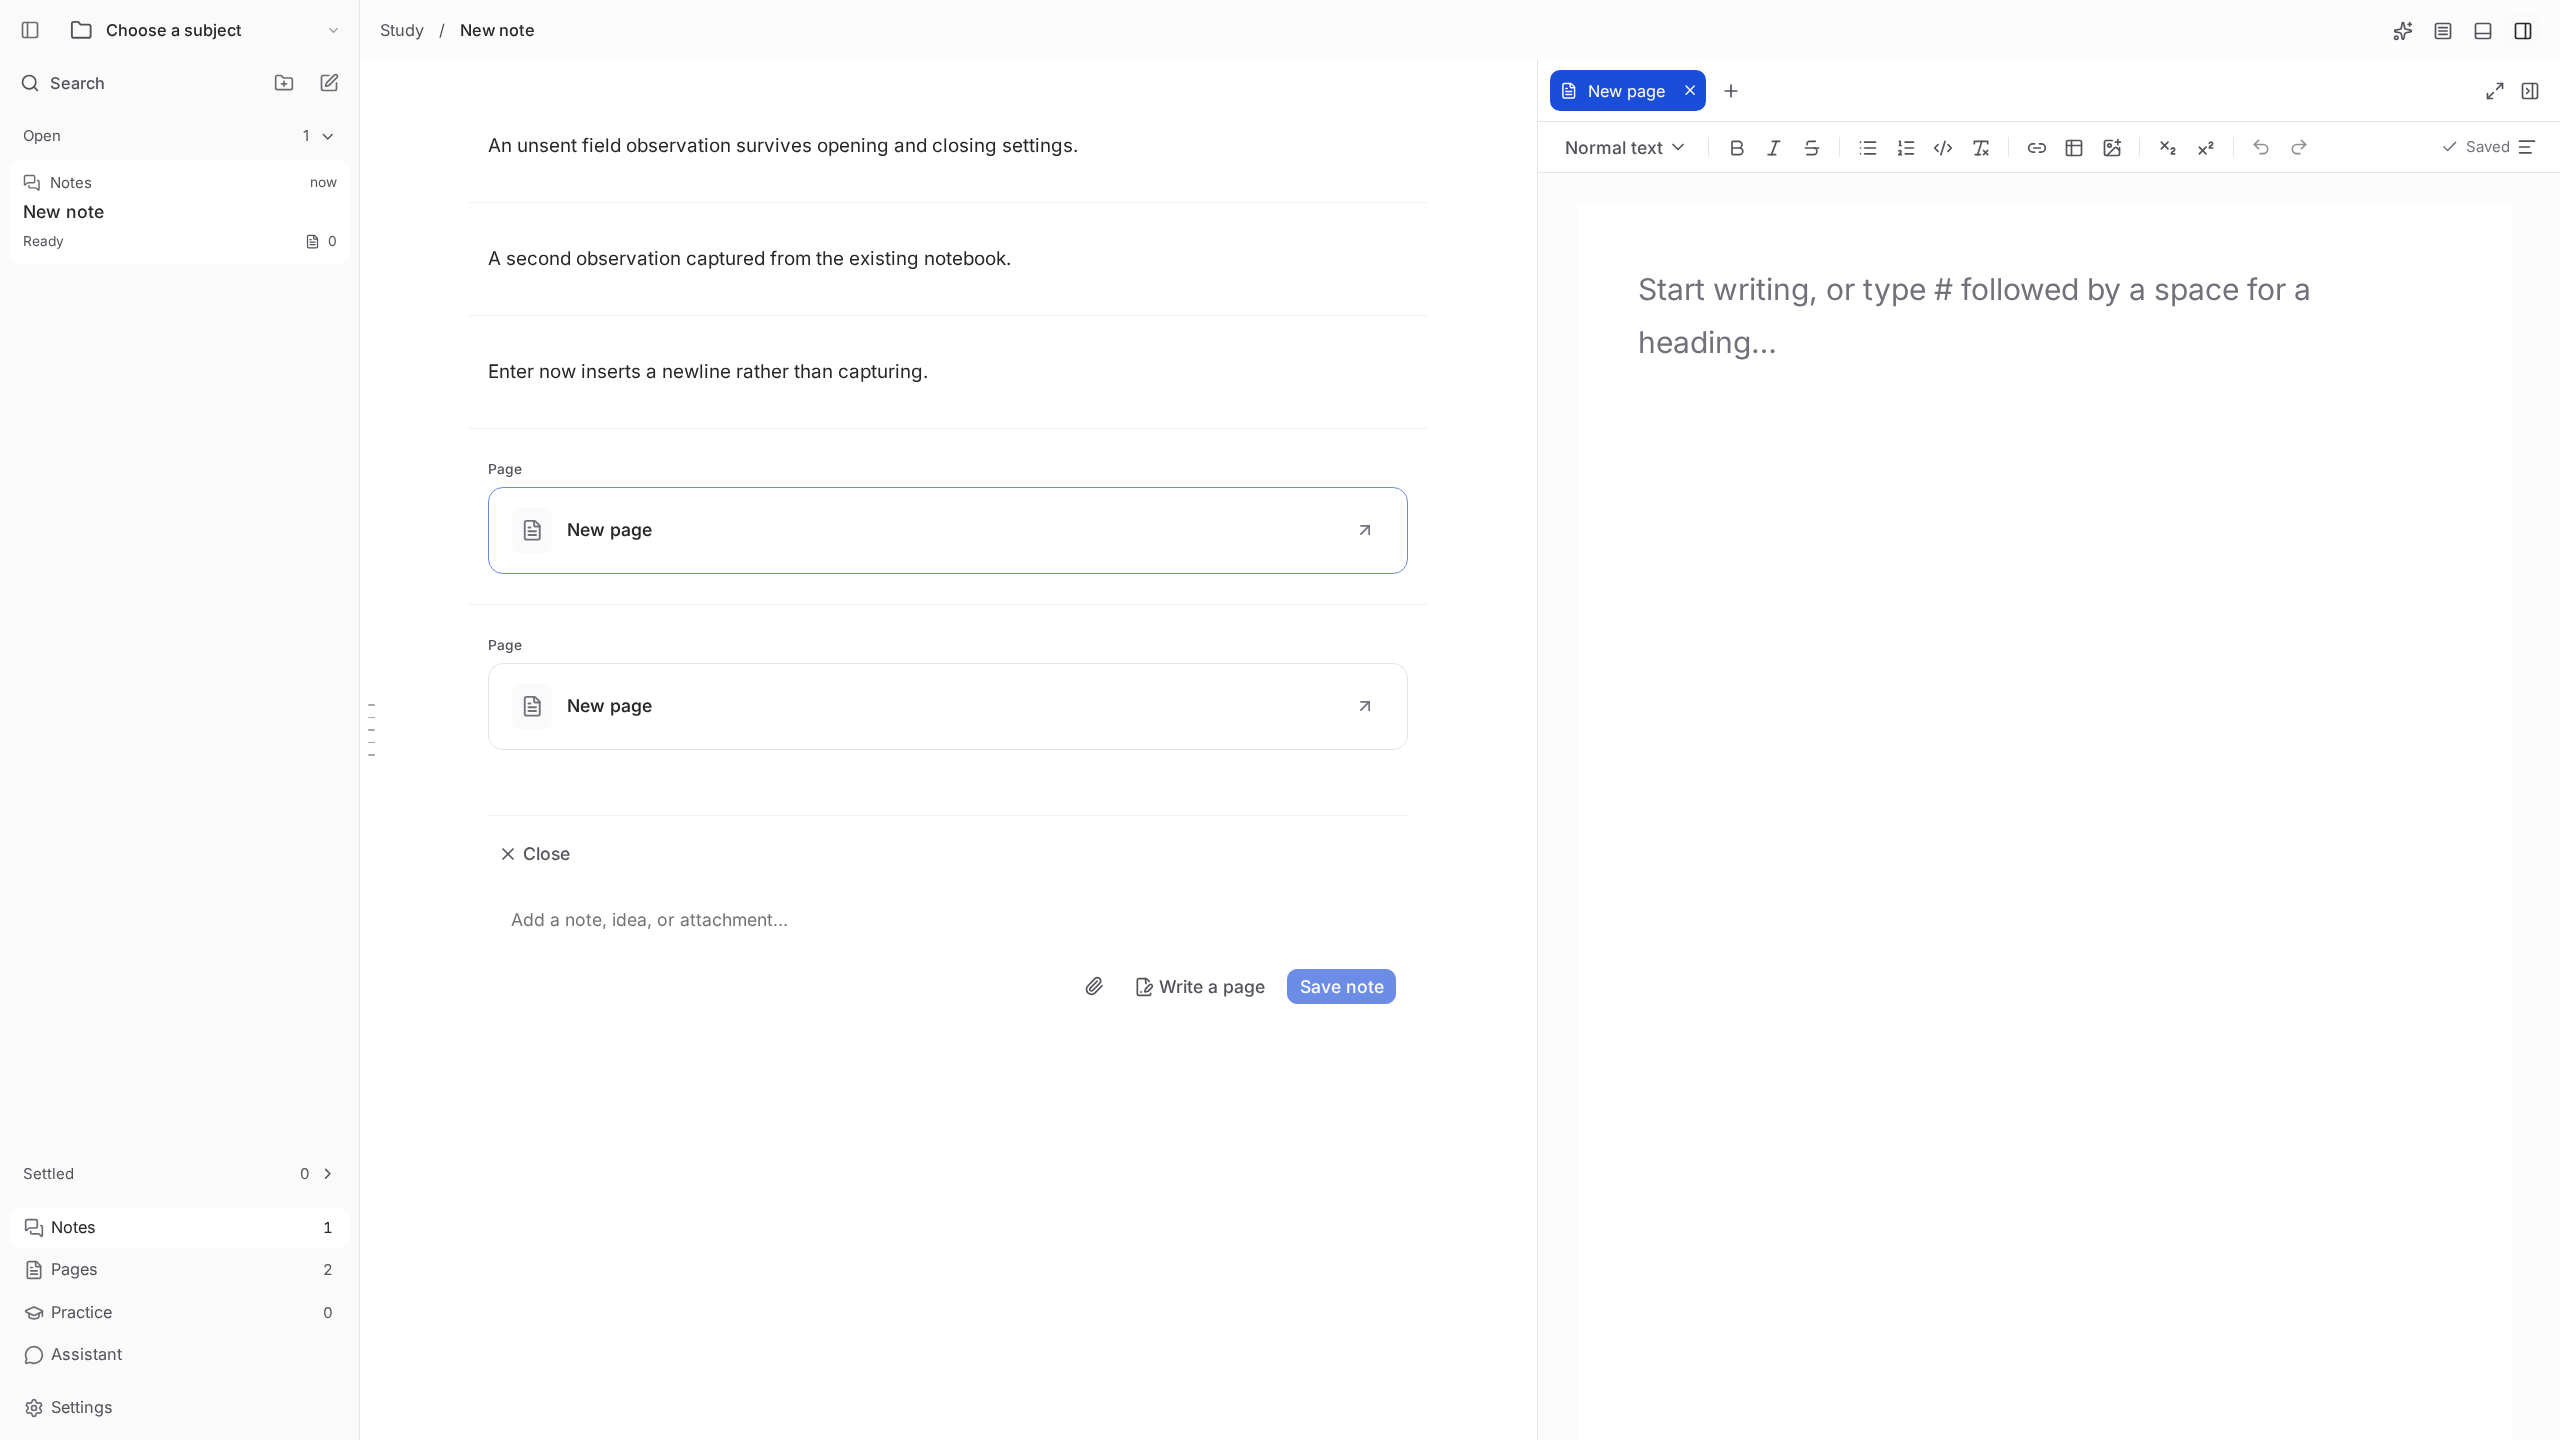 Choose a subject
Search
Open 1
Notes now
New note
Ready 0
Settled 0
Notes 1
Pages 2
Practice 0
Assistant
Settings
Study / New note
An unsent field observation survives opening and closing settings.
A second observation captured from the existing notebook.
Enter now inserts a newline rather than capturing.
Page
New page
Page
New page
Close
Add a note, idea, or attachment...
Write a page Save note
New page
Normal text Saved
Start writing, or type # followed by a space for a
heading...